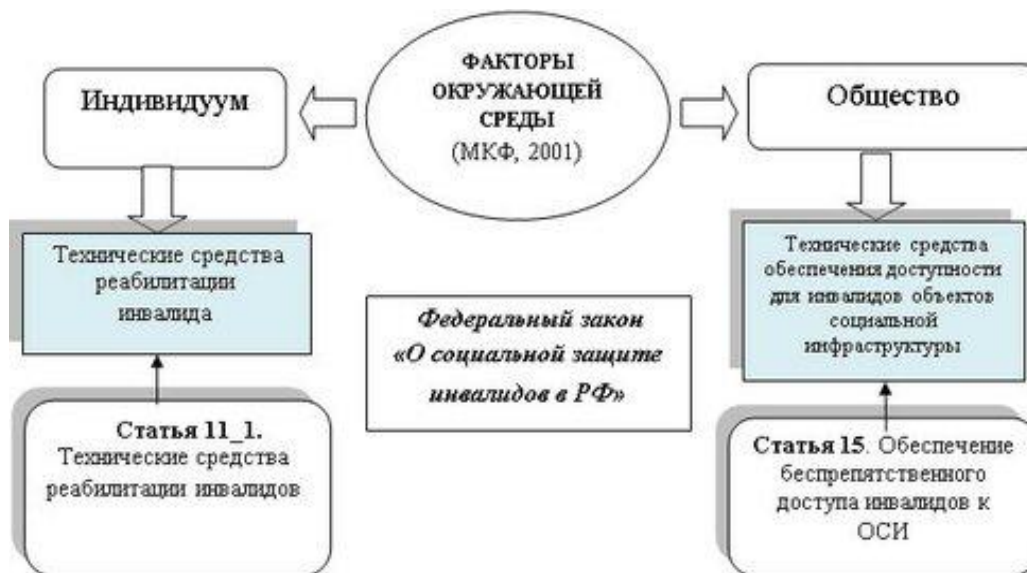 ФАКТОРЫ
ОКРУЖАЮЩЕЙ
СРЕДЫ
(МКФ, 2001)
Индивидуум
Общество
Технические средства
реабилитации
инвалида
Технические средства
обеспечения доступности
для инвалидов объектов
социальной
инфраструктуры
Федеральный закон
«О социальной защите
инвалидов в РФ»
Статья 11_1.
Технические средства
реабилитации инвалидов
Статья 15. Обеспечение
беспрепятственного
доступа инвалидов к
ОСИ